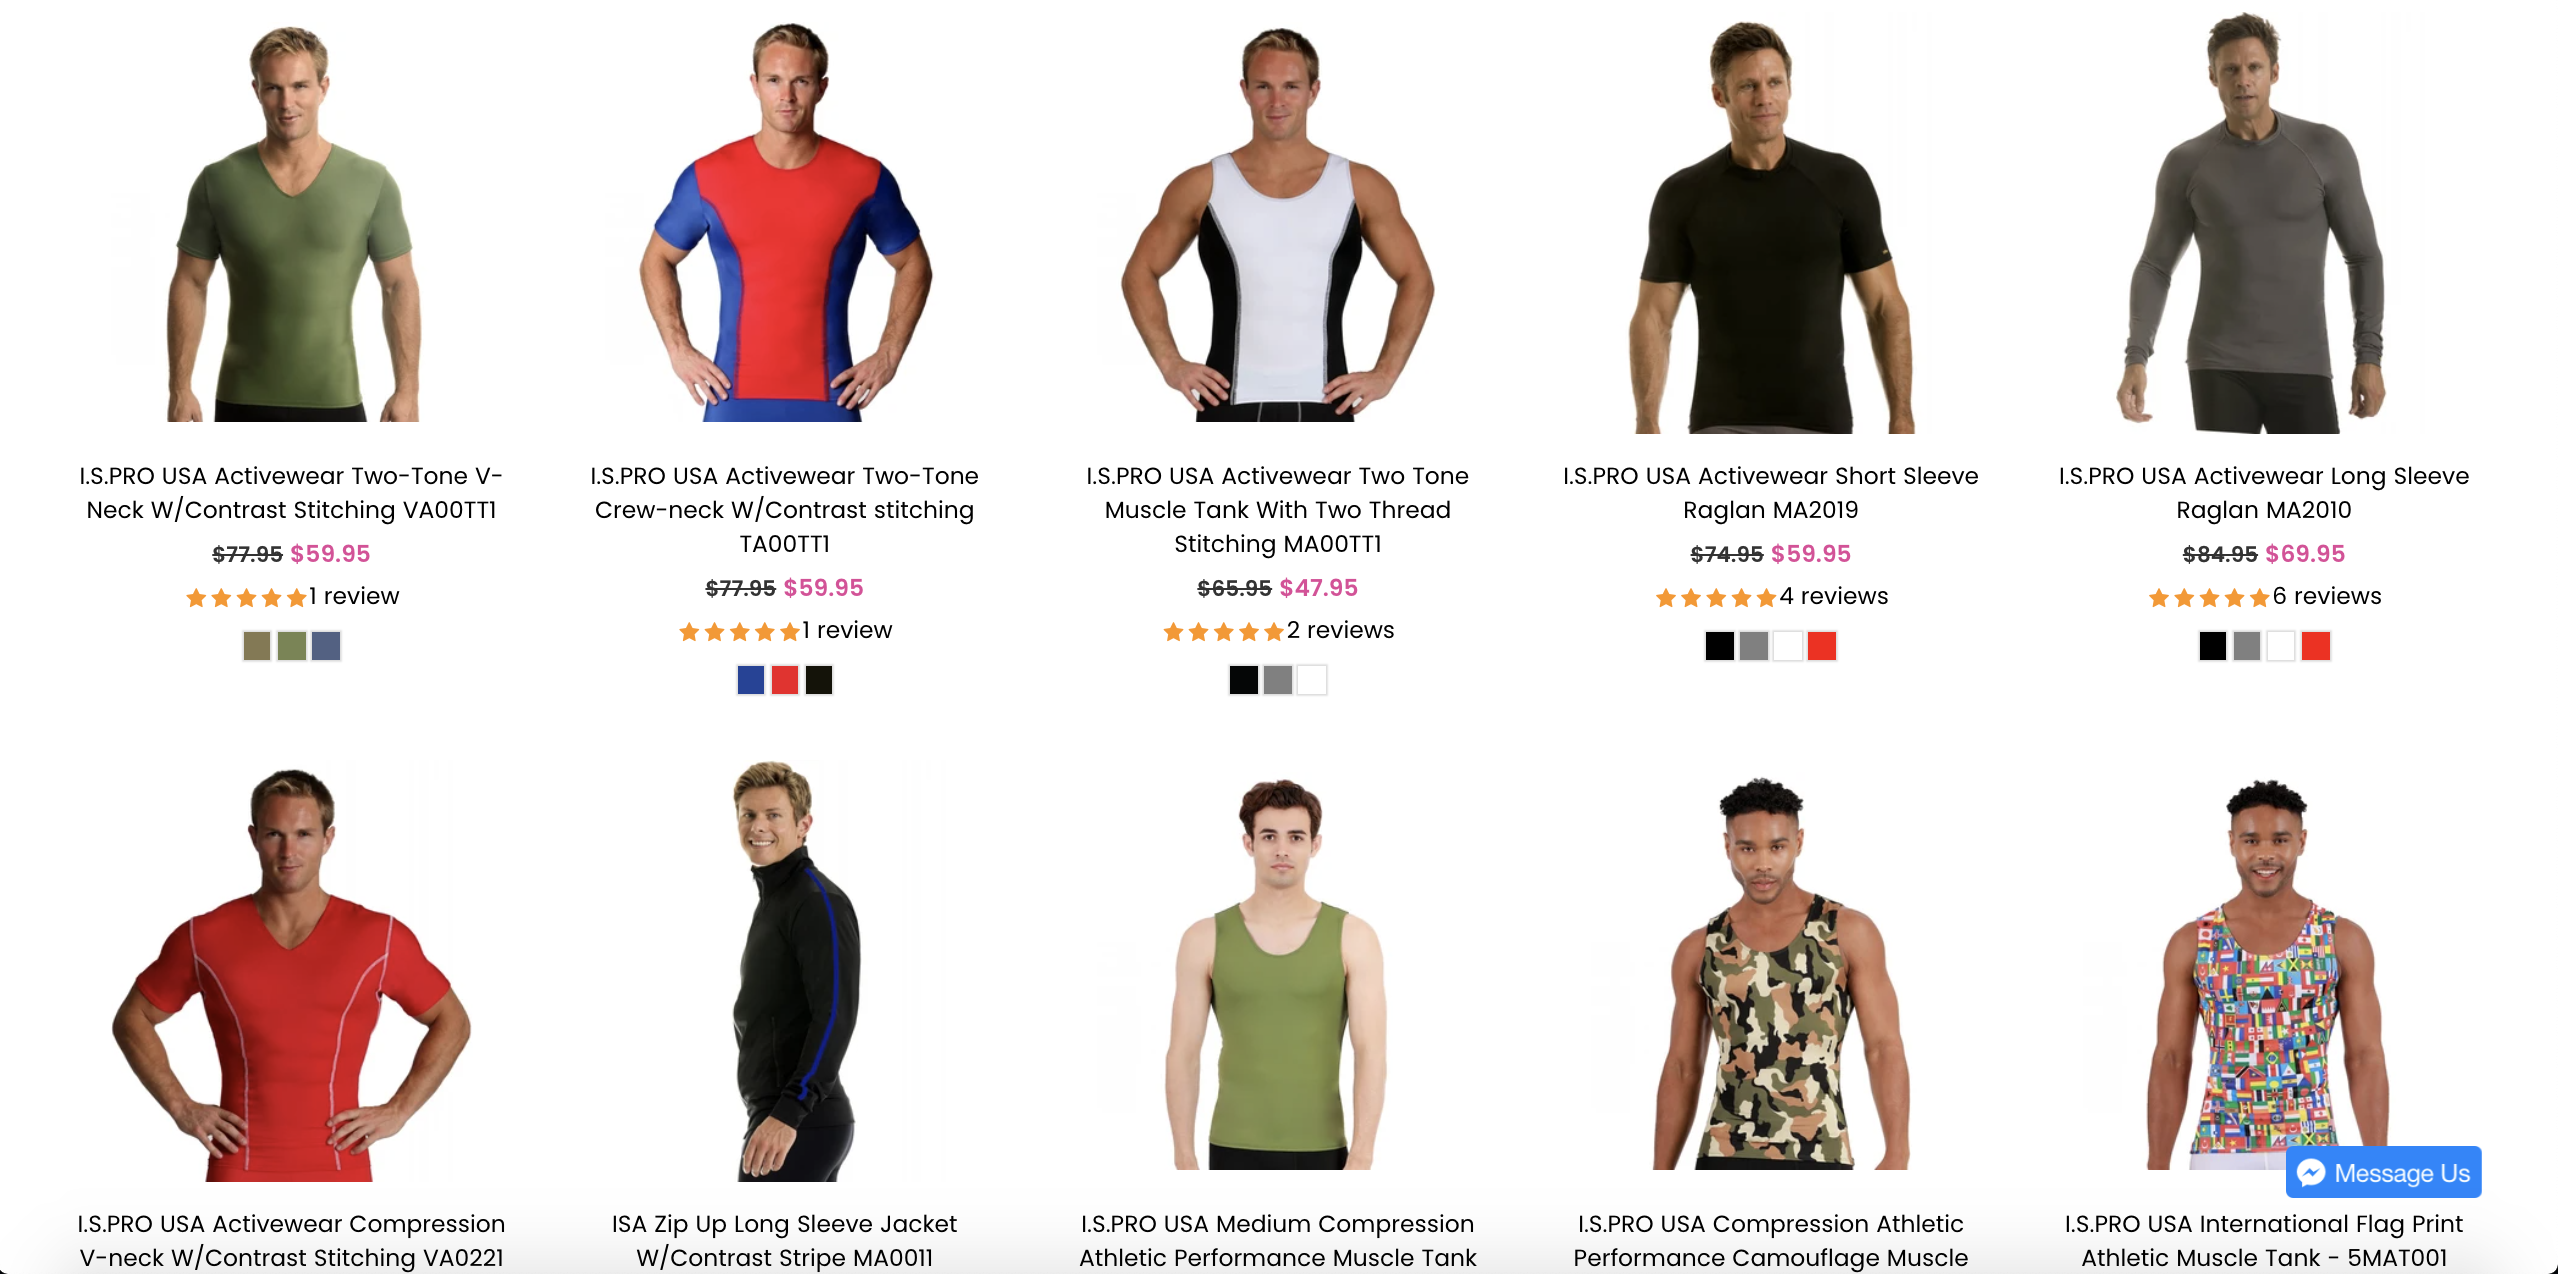 I.S.PRO USA Activewear Two-Tone V-
Neck W/Contrast Stitching VA00TT1
$77.95 $59.95
1 review
I.S.PRO USA Activewear Two-Tone
Crew-neck W/Contrast stitching
TA00TT1
$77.95 $59.95
1 review
I.S.PRO USA Activewear Two Tone
Muscle Tank With Two Thread
Stitching MA00TT1
$65.95 $47.95
2 reviews
I.S.PRO USA Activewear Short Sleeve
Raglan MA2019
$74.95 $59.95
4 reviews
I.S.PRO USA Activewear Long Sleeve
Raglan MA2010
$84.95 $69.95
6 reviews
I.S.PRO USA Activewear Compression
V-neck W/Contrast Stitching VA0221
ISA Zip Up Long Sleeve Jacket
W/Contrast Stripe MA0011
I.S.PRO USA Medium Compression
Athletic Performance Muscle Tank
I.S.PRO USA Compression Athletic
Performance Camouflage Muscle
Message Us
I.S.PRO USA International Flag Print
Athletic Muscle Tank - 5MAT001